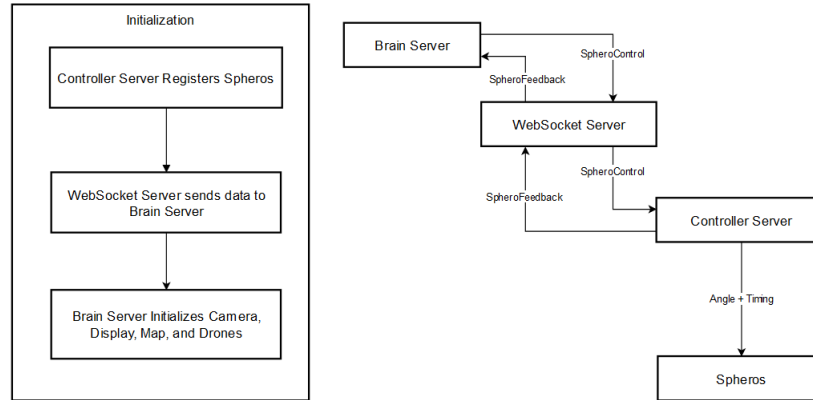 Initialization
Controller Server Registers Spheros
WebSocket Server sends data to
Brain Server
Brain Server Initializes Camera,
Display, Map, and Drones
Brain Server
SpheroControl
SpheroFeedback
WebSocket Server
SpheroControl
SpheroFeedback
Controller Server
Angle + Timing
Spheros